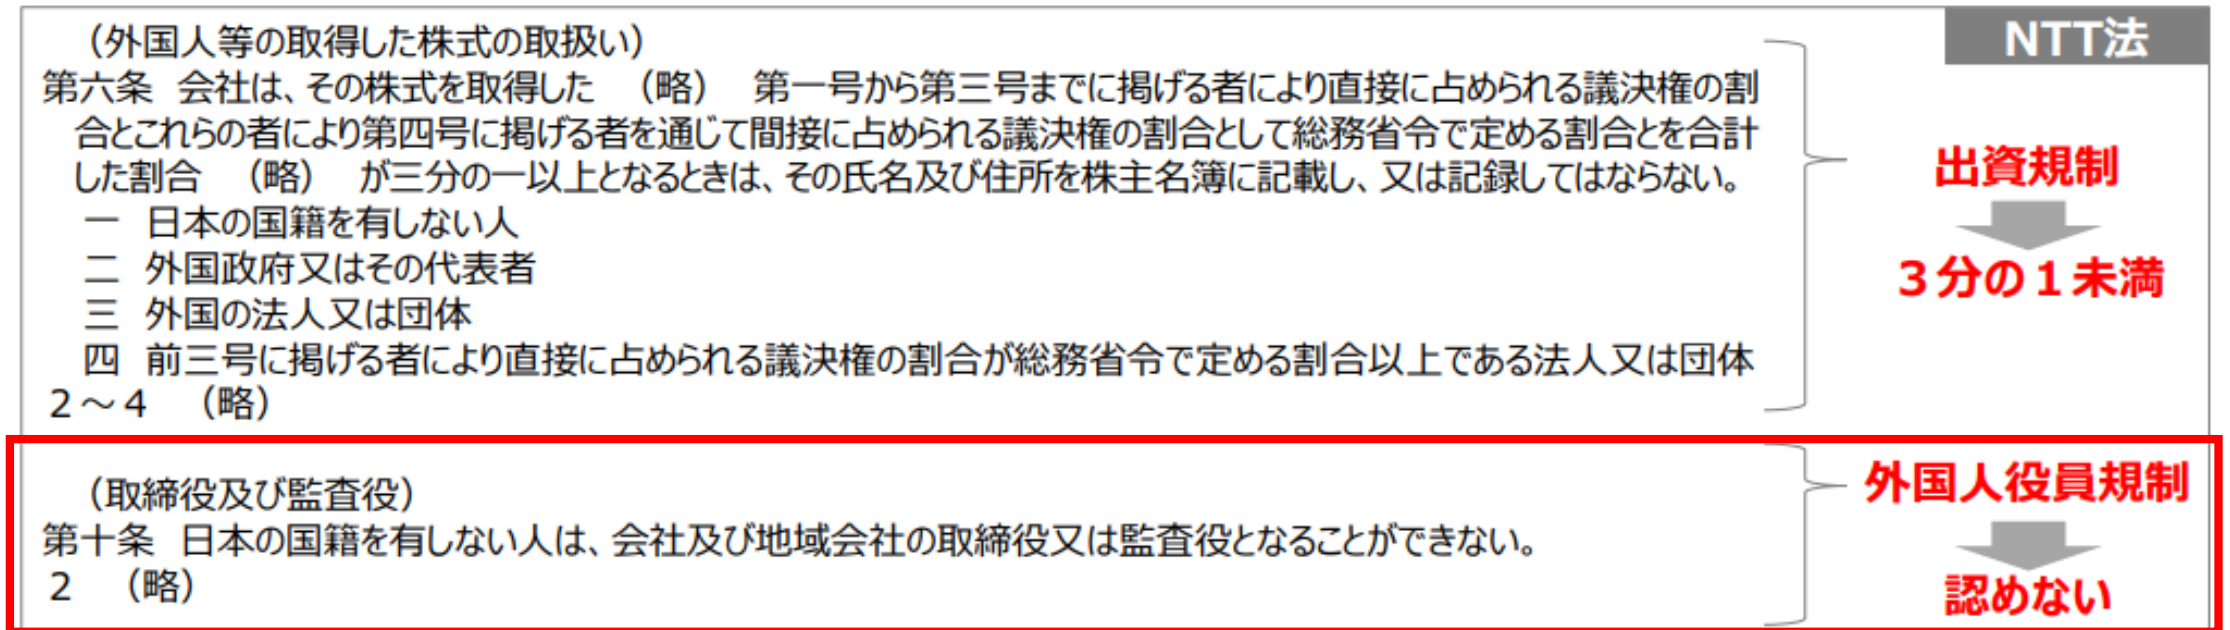 NTT法
（外国人等の取得した株式の取扱い）
第六条　会社は、その株式を取得した　（略）　第一号から第三号までに掲げる者により直接に占められる議決権の割
合とこれらの者により第四号に掲げる者を通じて間接に占められる議決権の割合として総務省令で定める割合とを合計
した割合　（略）　が三分の一以上となるときは、その氏名及び住所を株主名簿に記載し、又は記録してはならない。
一　日本の国籍を有しない人
二　外国政府又はその代表者
三　外国の法人又は団体
四　前三号に掲げる者により直接に占められる議決権の割合が総務省令で定める割合以上である法人又は団体
２～４　（略）
出資規制
３分の１未満
（取締役及び監査役）
第十条　日本の国籍を有しない人は、会社及び地域会社の取締役又は監査役となることができない。
２　（略）
外国人役員規制
認めない